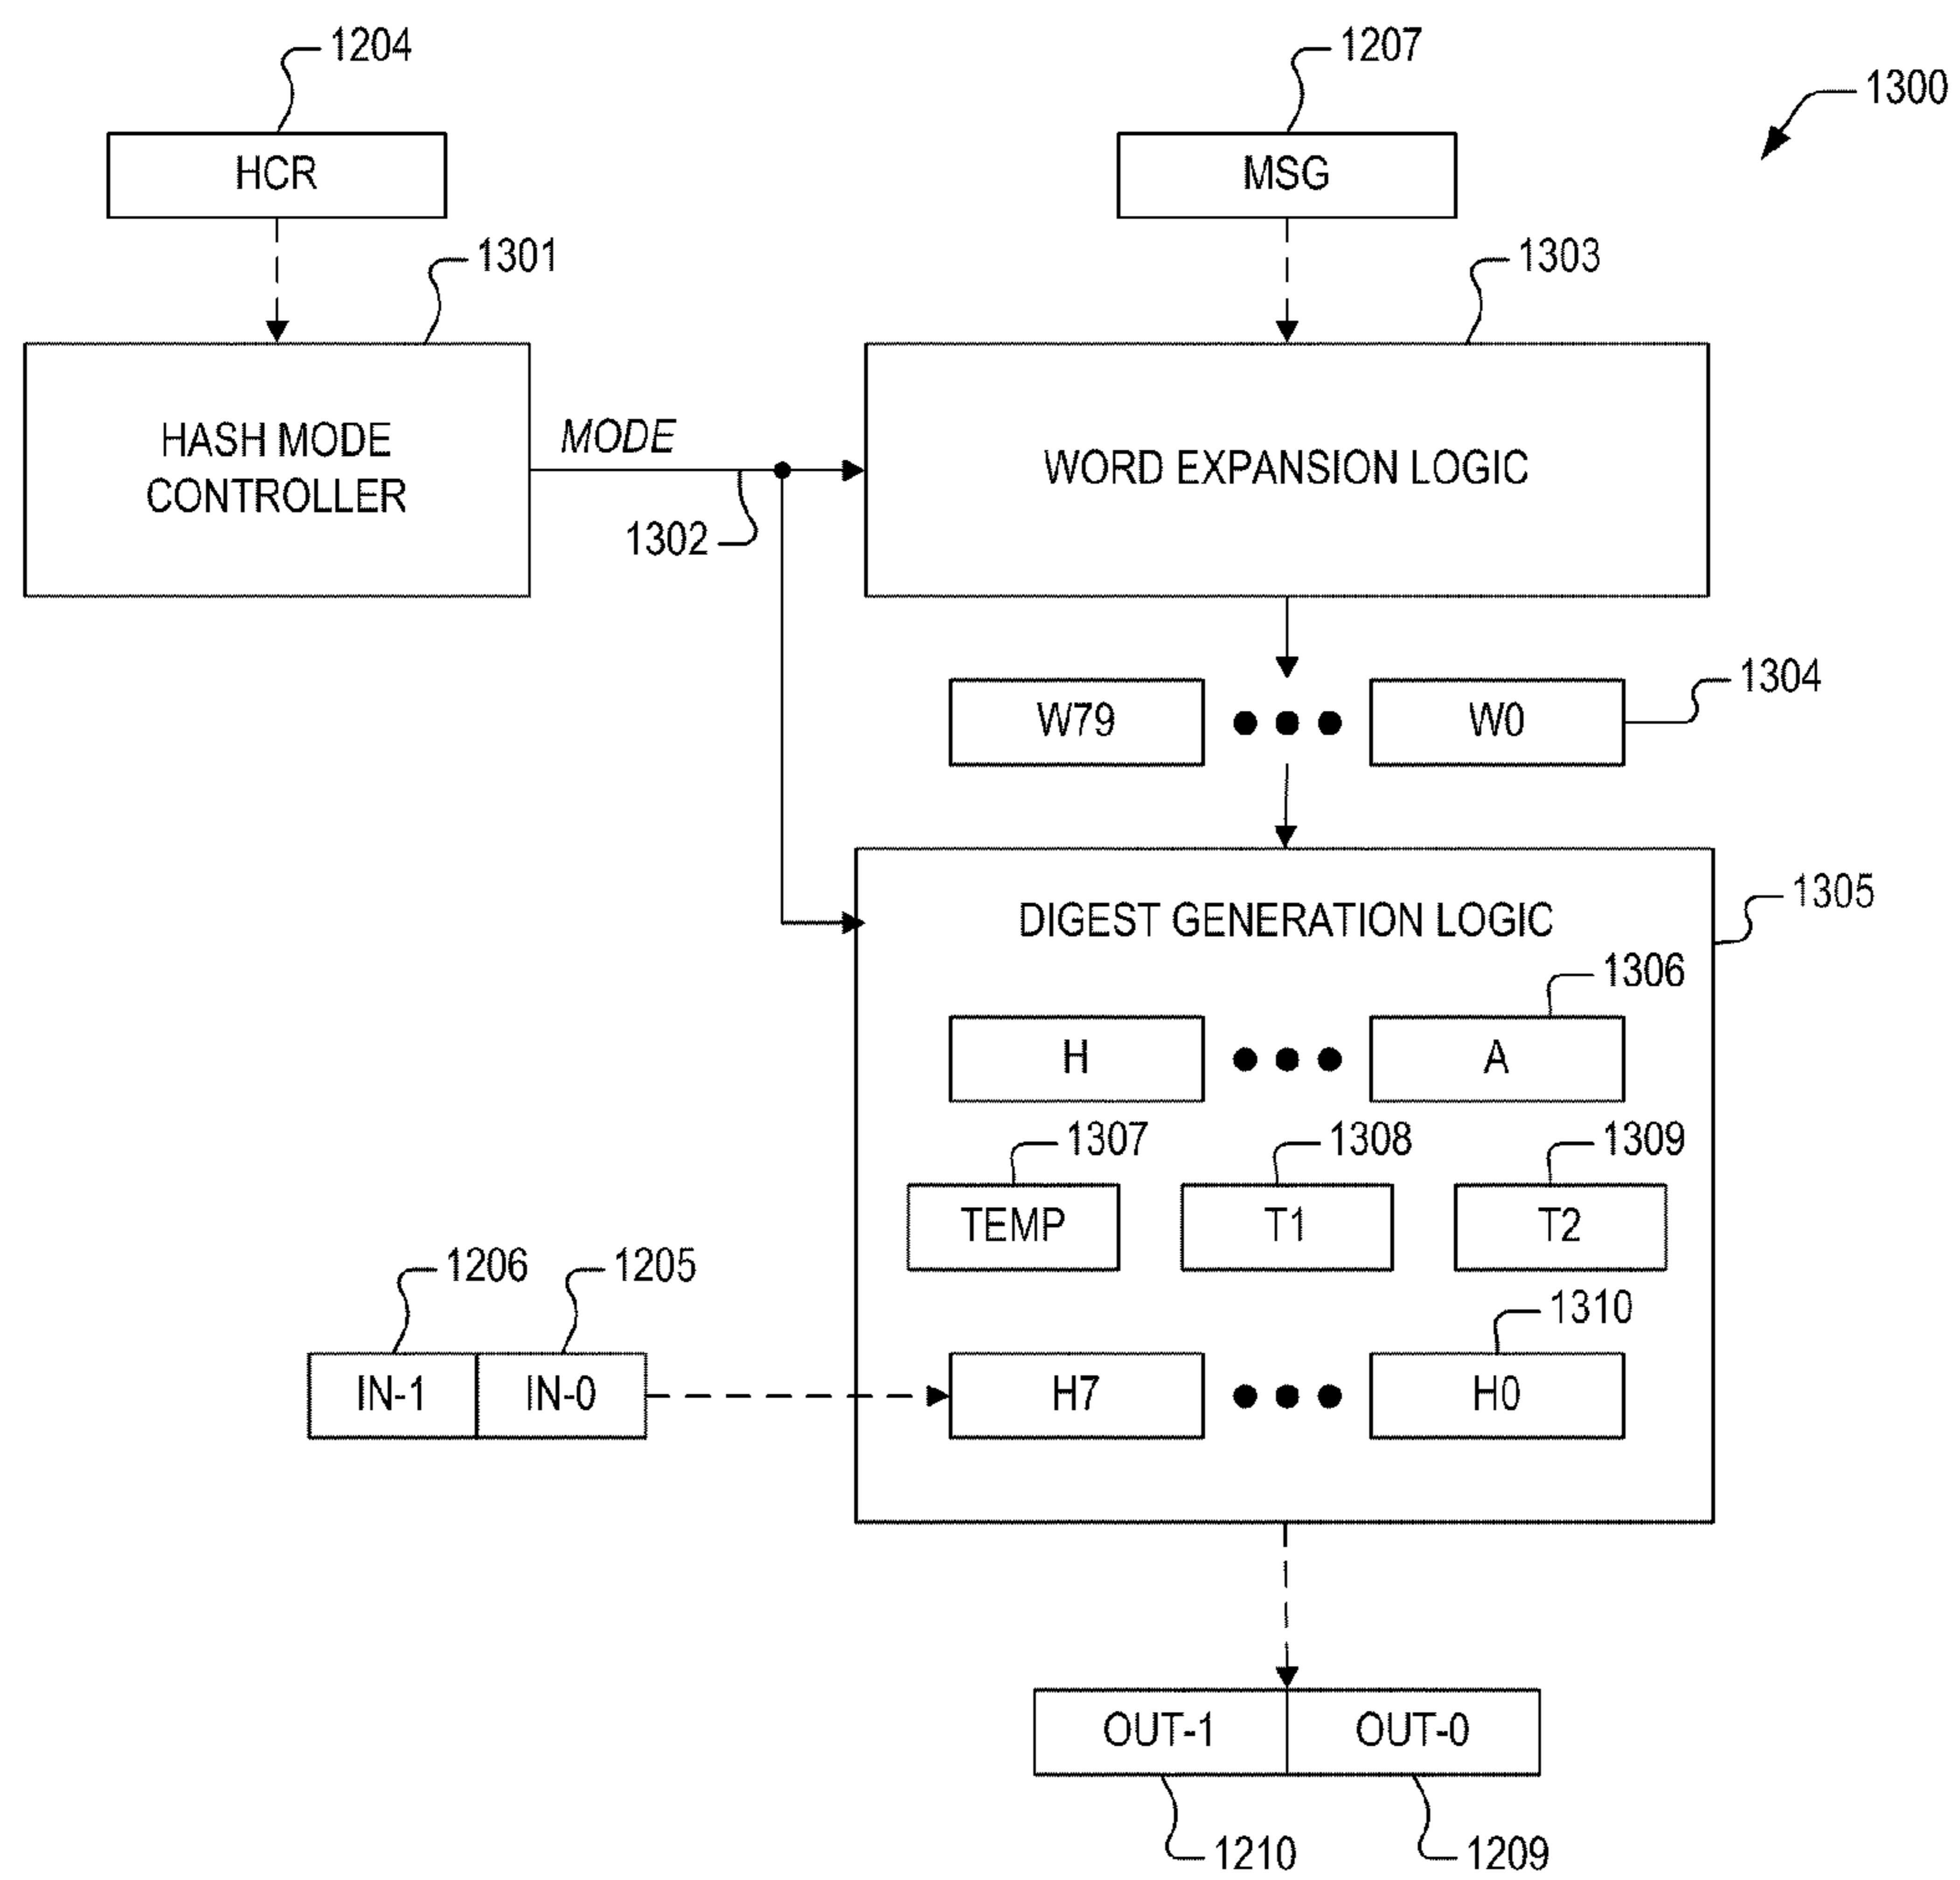 1204
1207
1300
HCR
MSG
1301
1303
HASH MODE
CONTROLLER
MODE
WORD EXPANSION LOGIC
1302
1304
W79
W0
1305
DIGEST GENERATION LOGIC
1306
H
A
1307
1308
1309
TEMP
T1
T2
1206
1205
1310
IN-1
IN-0
H7
H0
OUT-1
OUT-0
1210
1209